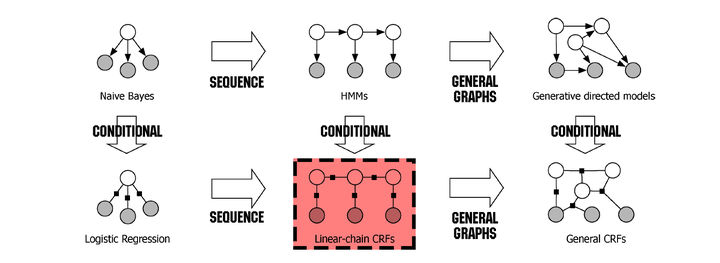 SEQUENCE
GENERAL
GRAPHS
Naive Bayes
HMMs
Generative directed models
CONDITIONAL
CONDITIONAL
CONDITIONAL
SEQUENCE
GENERAL
GRAPHS
Logistic Regression
Linear-chain CRFs
General CRFs